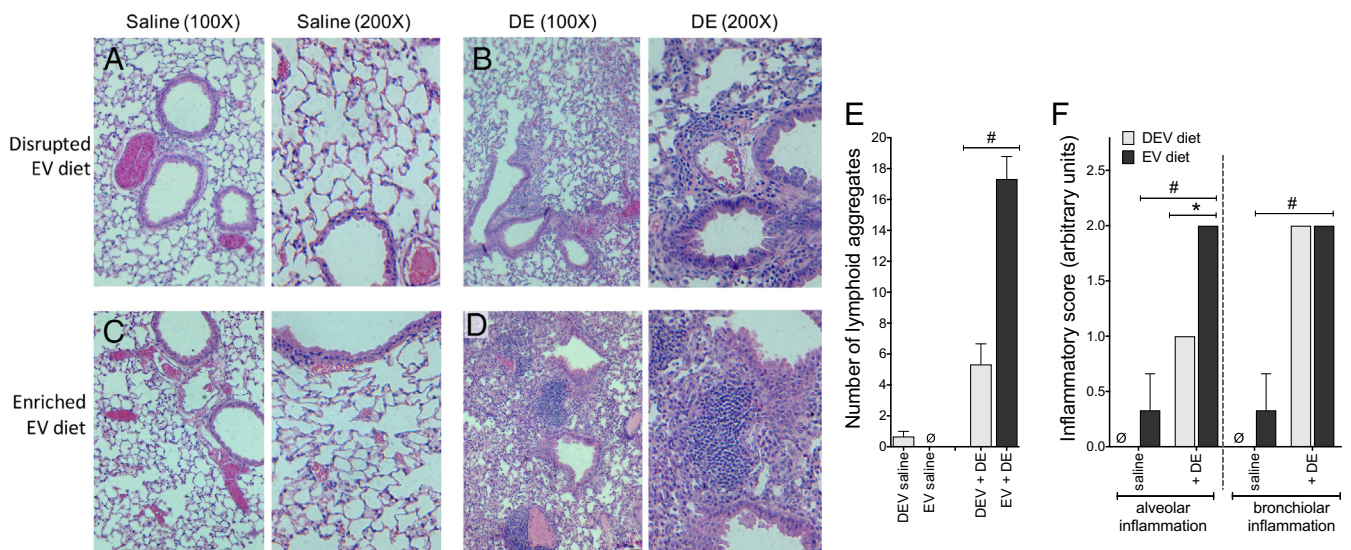 Saline (100X)
Saline (200X)
DE (100X)
DE (200X)
Disrupted
EV diet
A
B
Enriched
EV diet
C
D
E
Number of lymphoid aggregates
20
18
16
14
12
10
8
6
4
2
0
#
Ø
DEV saline
EV saline
DEV + DE
EV + DE
F
DEV diet
EV diet
Inflammatory score (arbitrary units)
2.5
2.0
1.5
1.0
0.5
0.0
#
*
#
Ø
Ø
saline
+ DE
saline
+ DE
alveolar
inflammation
bronchiolar
inflammation